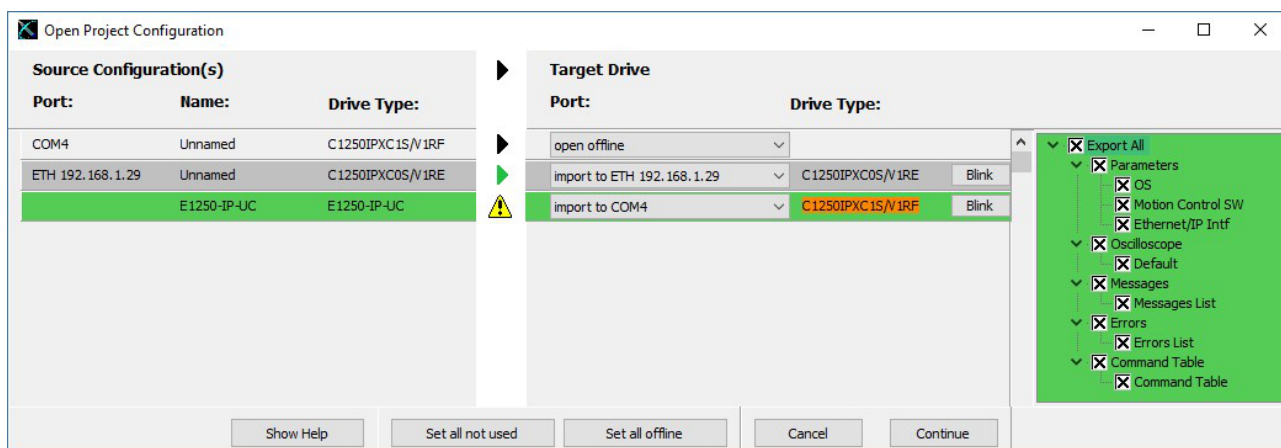 Open Project Configuration
Source Configuration(s) Target Drive
Port: Name: Drive Type: Port: Drive Type:
COM4 Unnamed C1250IPXC1S/V1RF open offline
ETH 192.168.1.29 Unnamed C1250IPXC0S/V1RE import to ETH 192.168.1.29 C1250IPXC0S/V1RE Blink
E1250-IP-UC E1250-IP-UC import to COM4 C1250IPXC1S/V1RF Blink
Export All
Parameters
OS
Motion Control SW
Ethernet/IP Intf
Oscilloscope
Default
Messages
Messages List
Errors
Errors List
Command Table
Command Table
Show Help Set all not used Set all offline Cancel Continue